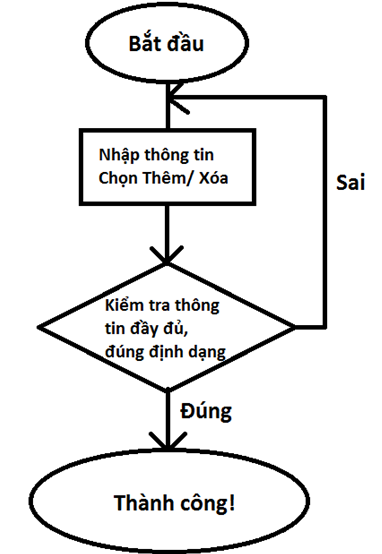 Bắt đầu
Nhập thông tin
Chọn Thêm/ Xóa
Sai
Kiểm tra thông
tin đầy đủ,
đúng định dạng
Đúng
Thành công!